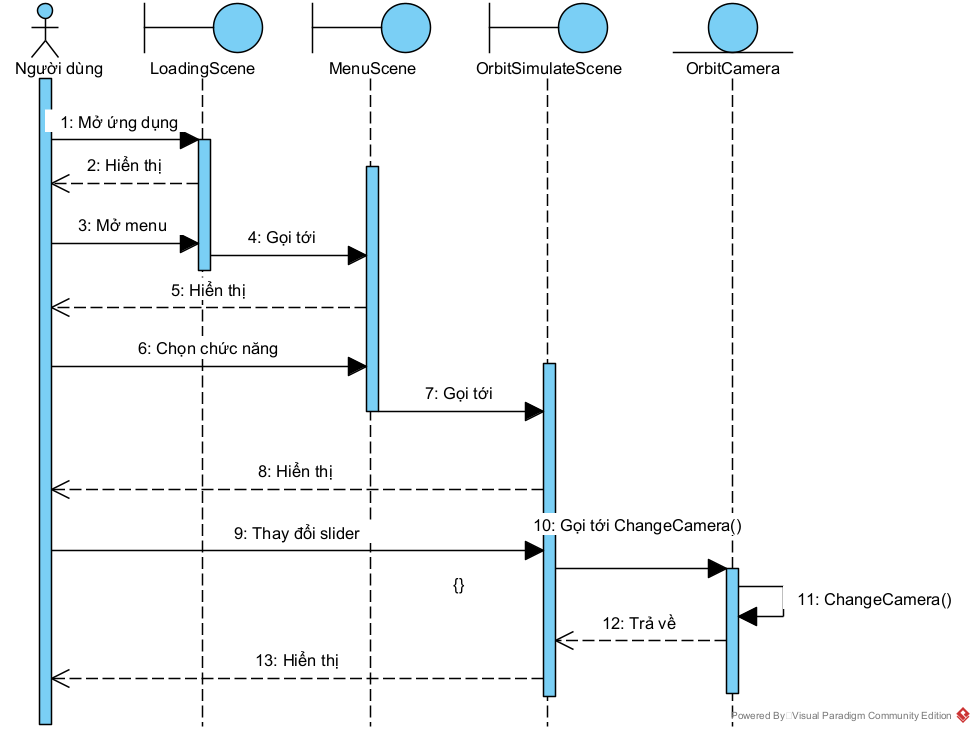 Người dùng
LoadingScene
MenuScene
OrbitSimulateScene
OrbitCamera
1: Mở ứng dụng
2: Hiển thị
3: Mở menu
4: Gọi tới
5: Hiển thị
6: Chọn chức năng
7: Gọi tới
8: Hiển thị
9: Thay đổi slider
10: Gọi tới ChangeCamera()
{}
11: ChangeCamera()
12: Trả về
13: Hiển thị
Powered By Visual Paradigm Community Edition